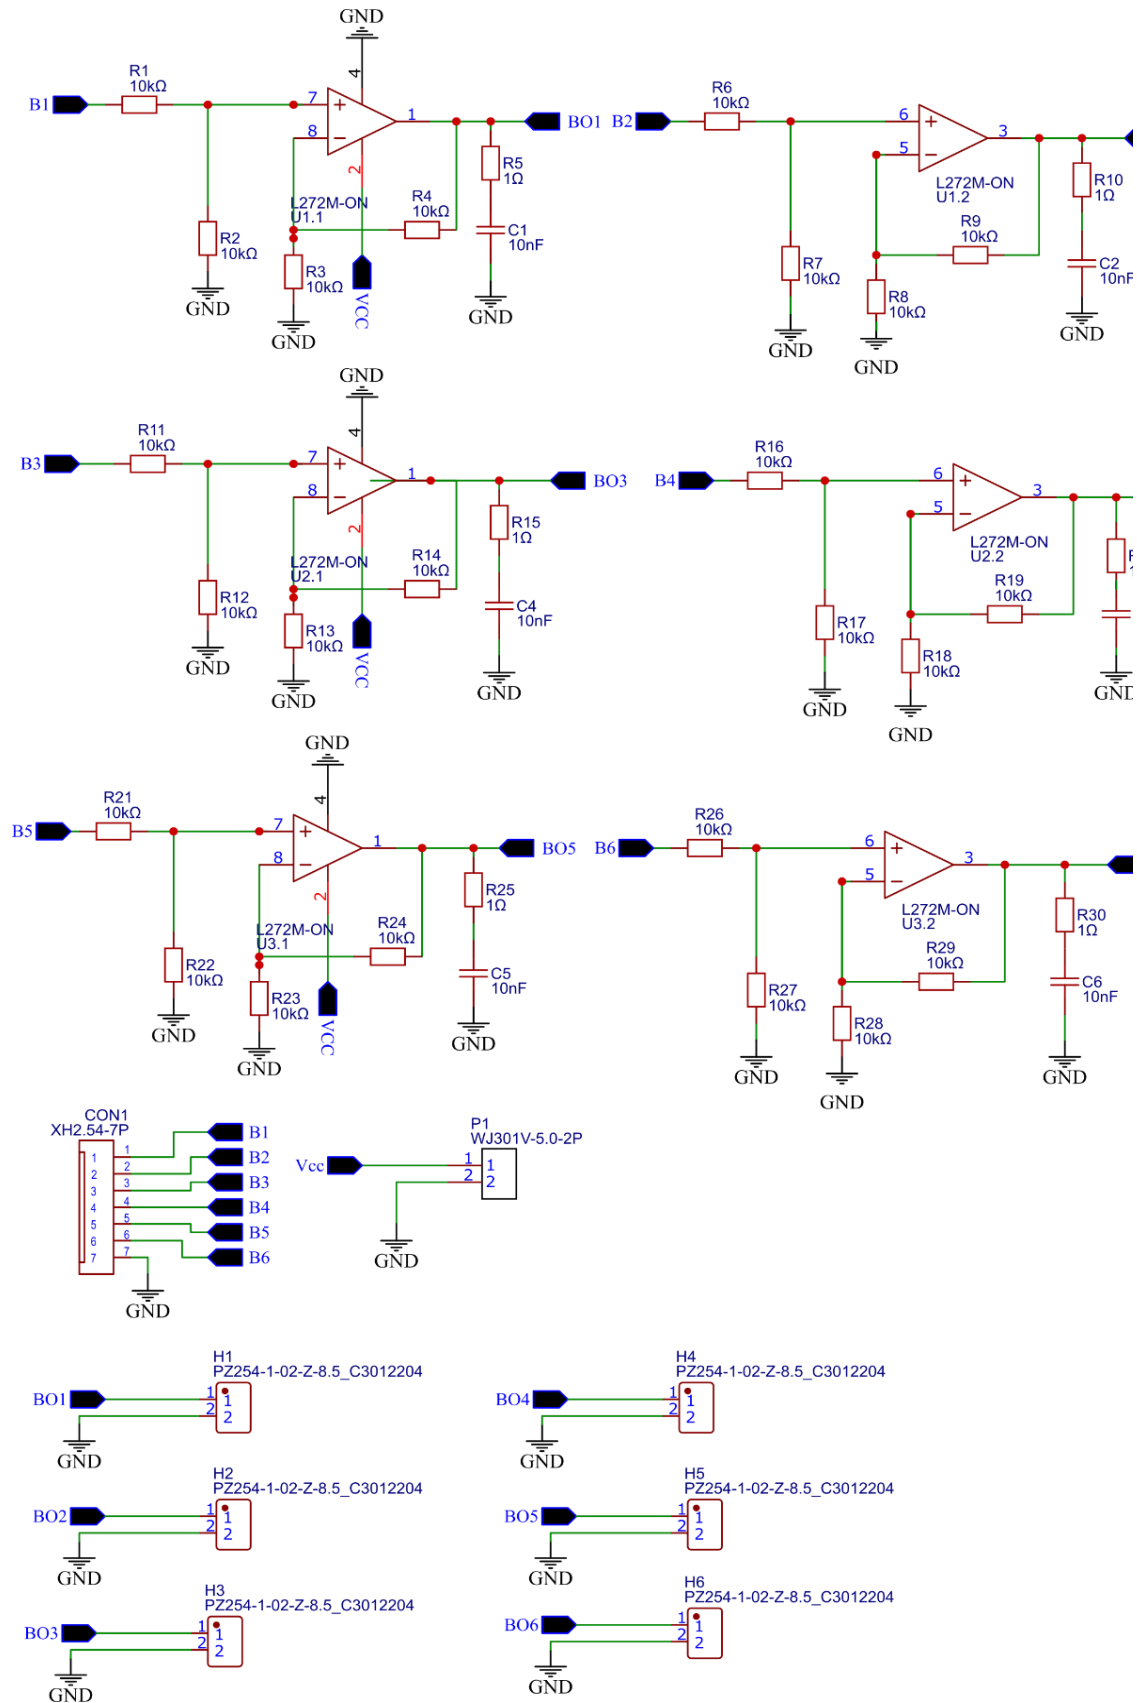 GND
4
R1
10kΩ
B1
7
8
1
2
L272M-ON
U1.1
R2
10kΩ
GND
R3
10kΩ
GND
VCC
R4
10kΩ
R5
1Ω
C1
10nF
GND
BO1
B2
R6
10kΩ
6
5
3
L272M-ON
U1.2
R7
10kΩ
GND
R8
10kΩ
GND
R9
10kΩ
R10
1Ω
C2
10nF
GND
GND
4
R11
10kΩ
B3
7
8
1
2
L272M-ON
U2.1
R12
10kΩ
GND
R13
10kΩ
GND
VCC
R14
10kΩ
R15
1Ω
C4
10nF
GND
BO3
B4
R16
10kΩ
6
5
3
L272M-ON
U2.2
R17
10kΩ
GND
R18
10kΩ
GND
R19
10kΩ
GND
GND
4
R21
10kΩ
B5
7
8
1
2
L272M-ON
U3.1
R22
10kΩ
GND
R23
10kΩ
GND
VCC
R24
10kΩ
R25
1Ω
C5
10nF
GND
BO5
B6
R26
10kΩ
6
5
3
L272M-ON
U3.2
R27
10kΩ
GND
R28
10kΩ
GND
R29
10kΩ
R30
1Ω
C6
10nF
GND
CON1
XH2.54-7P
1 1 B1
2 2 B2
3 3 B3
4 4 B4
5 5 B5
6 6 B6
7 7
GND
P1
WJ301V-5.0-2P
Vcc 1 1
2 2
GND
H1
PZ254-1-02-Z-8.5_C3012204
BO1 1 1
2 2
GND
H4
PZ254-1-02-Z-8.5_C3012204
BO4 1 1
2 2
GND
H2
PZ254-1-02-Z-8.5_C3012204
BO2 1 1
2 2
GND
H5
PZ254-1-02-Z-8.5_C3012204
BO5 1 1
2 2
GND
H3
PZ254-1-02-Z-8.5_C3012204
BO3 1 1
2 2
GND
H6
PZ254-1-02-Z-8.5_C3012204
BO6 1 1
2 2
GND